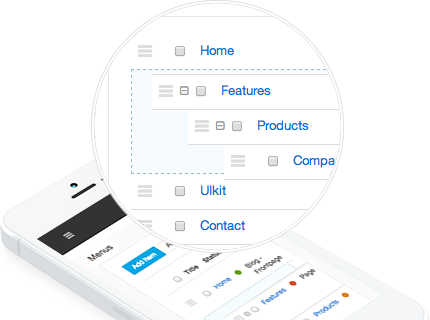 Home
Features
Products
Compa
Ulkit
Contact
Menus
Add Item
A
Title
Status
Home
Blog -
Frontpage
Features
Page
Products